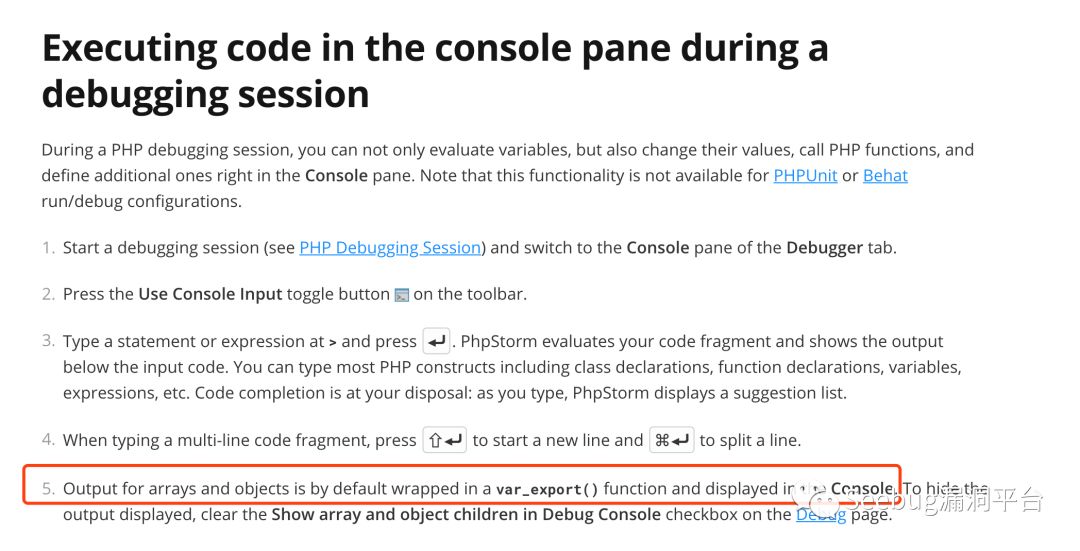 Executing code in the console pane during a
debugging session
During a PHP debugging session, you can not only evaluate variables, but also change their values, call PHP functions, and
define additional ones right in the Console pane. Note that this functionality is not available for PHPUnit or Behat
run/debug configurations.
1. Start a debugging session (see PHP Debugging Session) and switch to the Console pane of the Debugger tab.
2. Press the Use Console Input toggle button on the toolbar.
3. Type a statement or expression at > and press ↵. PhpStorm evaluates your code fragment and shows the output
below the input code. You can type most PHP constructs including class declarations, function declarations, variables,
expressions, etc. Code completion is at your disposal: as you type, PhpStorm displays a suggestion list.
4. When typing a multi-line code fragment, press ⇧↵ to start a new line and ⌘↵ to split a line.
5. Output for arrays and objects is by default wrapped in a var_export() function and displayed in Console. To hide the
output displayed, clear the Show array and object children in Debug Console checkbox on the Debug page.
Seebug漏洞平台